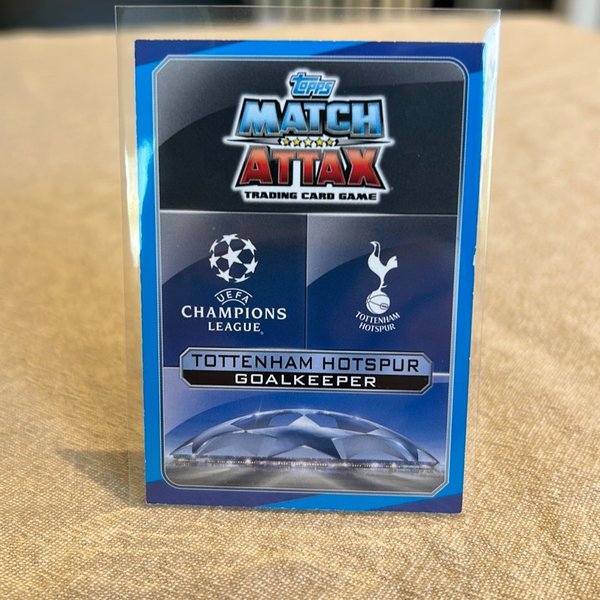 Topps
MATCH
ATTAX
TRADING CARD GAME
UEFA
CHAMPIONS
LEAGUE
TOTTENHAM
HOTSPUR
TOTTENHAM HOTSPUR
GOALKEEPER